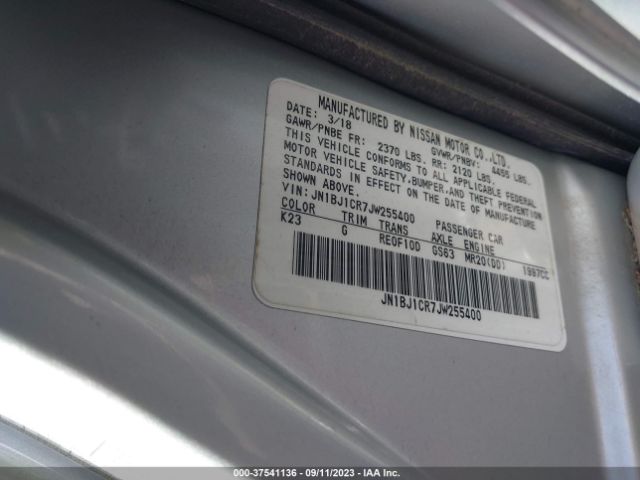 MANUFACTURED BY NISSAN MOTOR CO.,LTD.
DATE: 3/18 GVWR/PNBV: 4455 LBS.
GAWR/PNBE FR: 2370 LBS. RR: 2120 LBS.
THIS VEHICLE CONFORMS TO ALL APPLICABLE FEDERAL
MOTOR VEHICLE SAFETY,BUMPER,AND THEFT PREVENTION
STANDARDS IN EFFECT ON THE DATE OF MANUFACTURE
SHOWN ABOVE.
VIN: JN1BJ1CR7JW255400 PASSENGER CAR
COLOR TRIM TRANS AXLE ENGINE
K23 G RE0F10D GS63 MR20(DD) 1997CC
JN1BJ1CR7JW255400
000-37541136 - 09/11/2023 - IAA Inc.